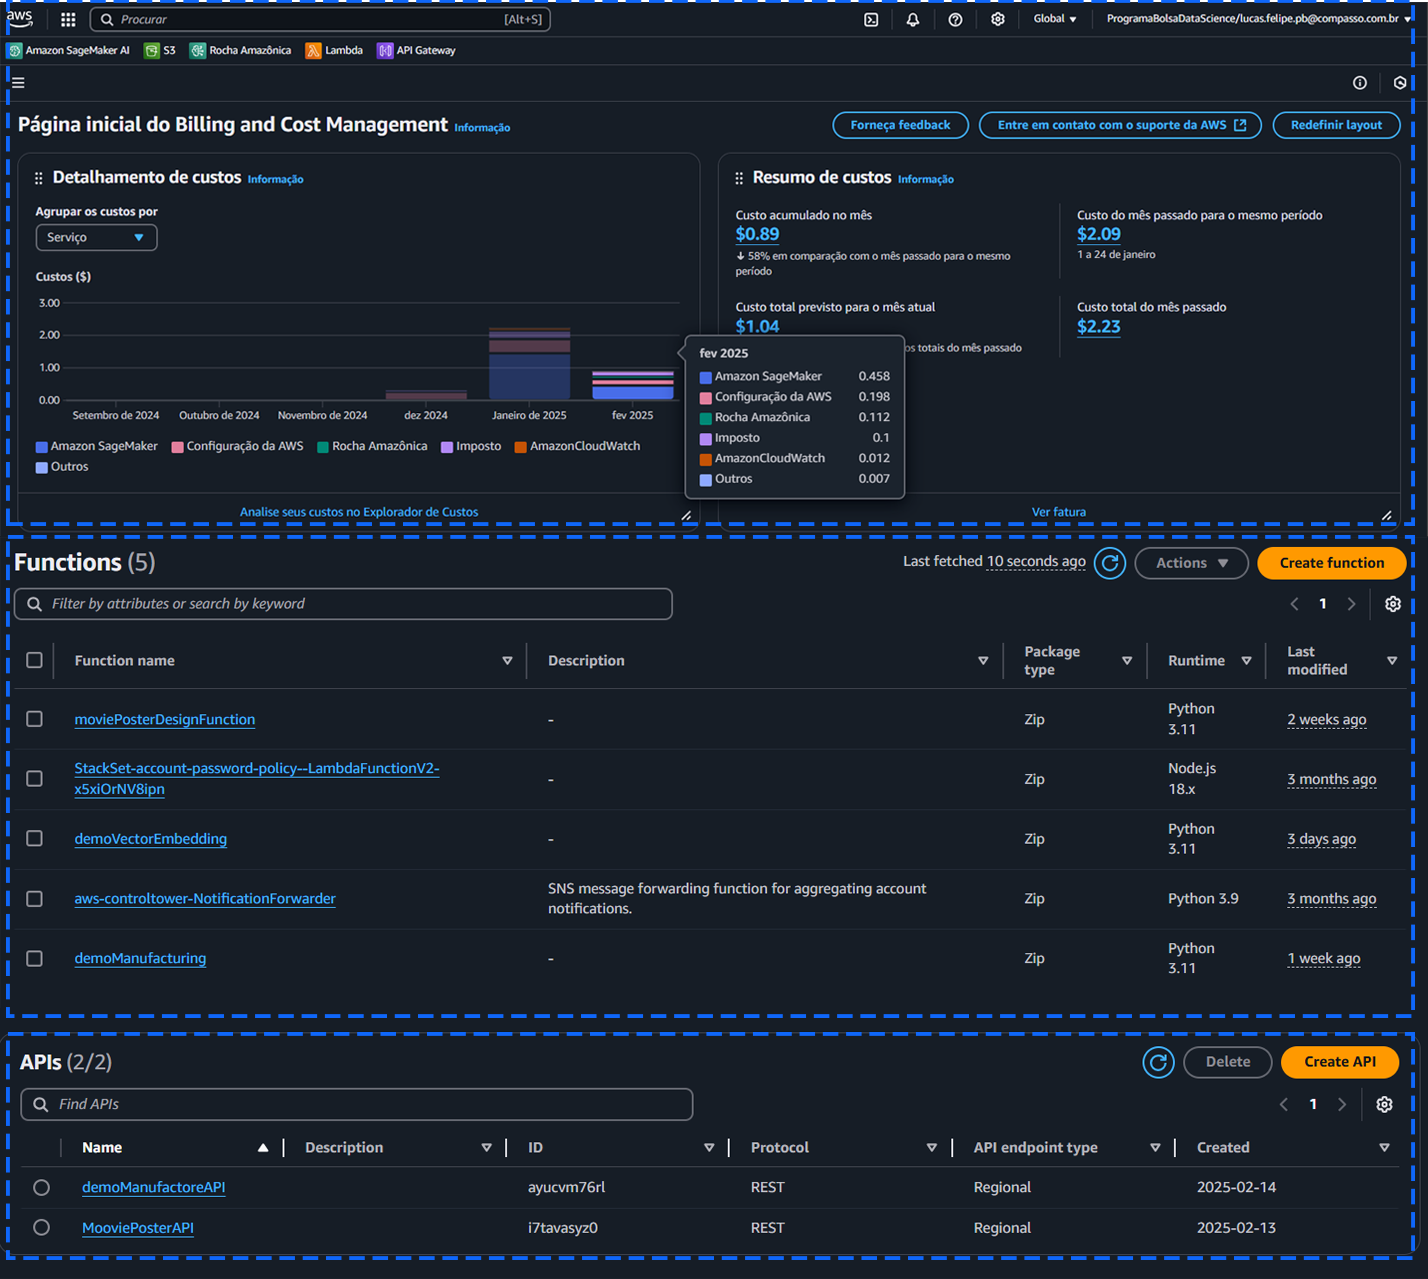 aws
Procurar
[Alt+S]
Global
ProgramaBolsaDataScience/lucas.felipe.pb@compasso.com.br
Amazon SageMaker AI
S3
Rocha Amazônica
Lambda
API Gateway
Página inicial do Billing and Cost Management
Informação
Forneça feedback
Entre em contato com o suporte da AWS
Redefinir layout
Detalhamento de custos
Informação
Agrupar os custos por
Serviço
Custos ($)
3.00
2.00
1.00
0.00
Setembro de 2024
Outubro de 2024
Novembro de 2024
dez 2024
Janeiro de 2025
fev 2025
Amazon SageMaker
Configuração da AWS
Rocha Amazônica
Imposto
AmazonCloudWatch
Outros
Analise seus custos no Explorador de Custos
Resumo de custos
Informação
Custo acumulado no mês
$0.89
58% em comparação com o mês passado para o mesmo
período
Custo do mês passado para o mesmo período
$2.09
1 a 24 de janeiro
Custo total previsto para o mês atual
$1.04
os totais do mês passado
Custo total do mês passado
$2.23
fev 2025
Amazon SageMaker 0.458
Configuração da AWS 0.198
Rocha Amazônica 0.112
Imposto 0.1
AmazonCloudWatch 0.012
Outros 0.007
Ver fatura
Functions (5)
Last fetched 10 seconds ago
Actions
Create function
Filter by attributes or search by keyword
1
Function name
Description
Package
type
Runtime
Last
modified
moviePosterDesignFunction
-
Zip
Python
3.11
2 weeks ago
StackSet-account-password-policy--LambdaFunctionV2-
x5xiOrNV8ipn
-
Zip
Node.js
18.x
3 months ago
demoVectorEmbedding
-
Zip
Python
3.11
3 days ago
aws-controltower-NotificationForwarder
SNS message forwarding function for aggregating account
notifications.
Zip
Python 3.9
3 months ago
demoManufacturing
-
Zip
Python
3.11
1 week ago
APIs (2/2)
Delete
Create API
Find APIs
1
Name
Description
ID
Protocol
API endpoint type
Created
demoManufactoreAPI
ayucvm76rl
REST
Regional
2025-02-14
MooviePosterAPI
i7tavasyz0
REST
Regional
2025-02-13